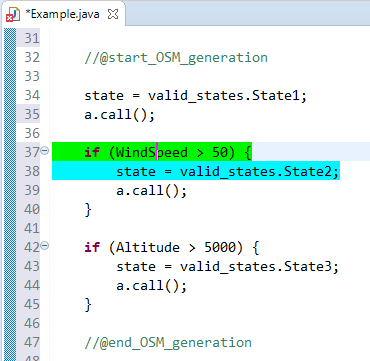 *Example.java
31
32 //@start_OSM_generation
33
34 state = valid_states.State1;
35 a.call();
36
37 if (WindSpeed > 50) {
38 state = valid_states.State2;
39 a.call();
40 }
41
42 if (Altitude > 5000) {
43 state = valid_states.State3;
44 a.call();
45 }
46
47 //@end_OSM_generation
48